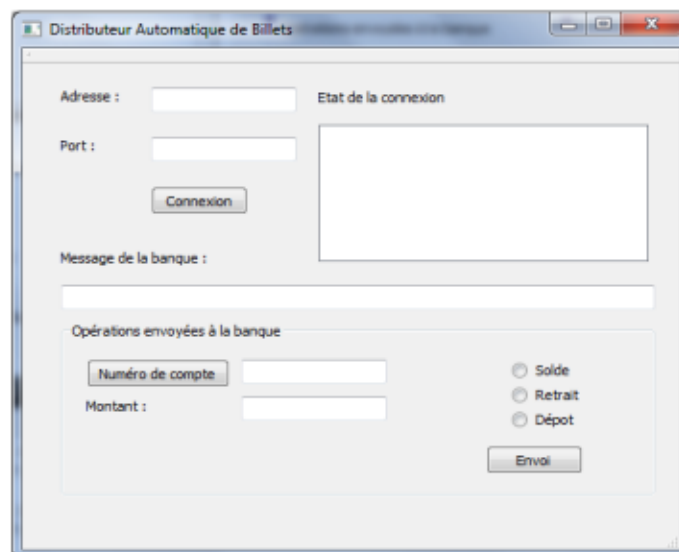 Distributeur Automatique de Billets
Adresse :
Etat de la connexion
Port :
Connexion
Message de la banque :
Opérations envoyées à la banque
Numéro de compte
Solde
Montant :
Retrait
Dépot
Envoi